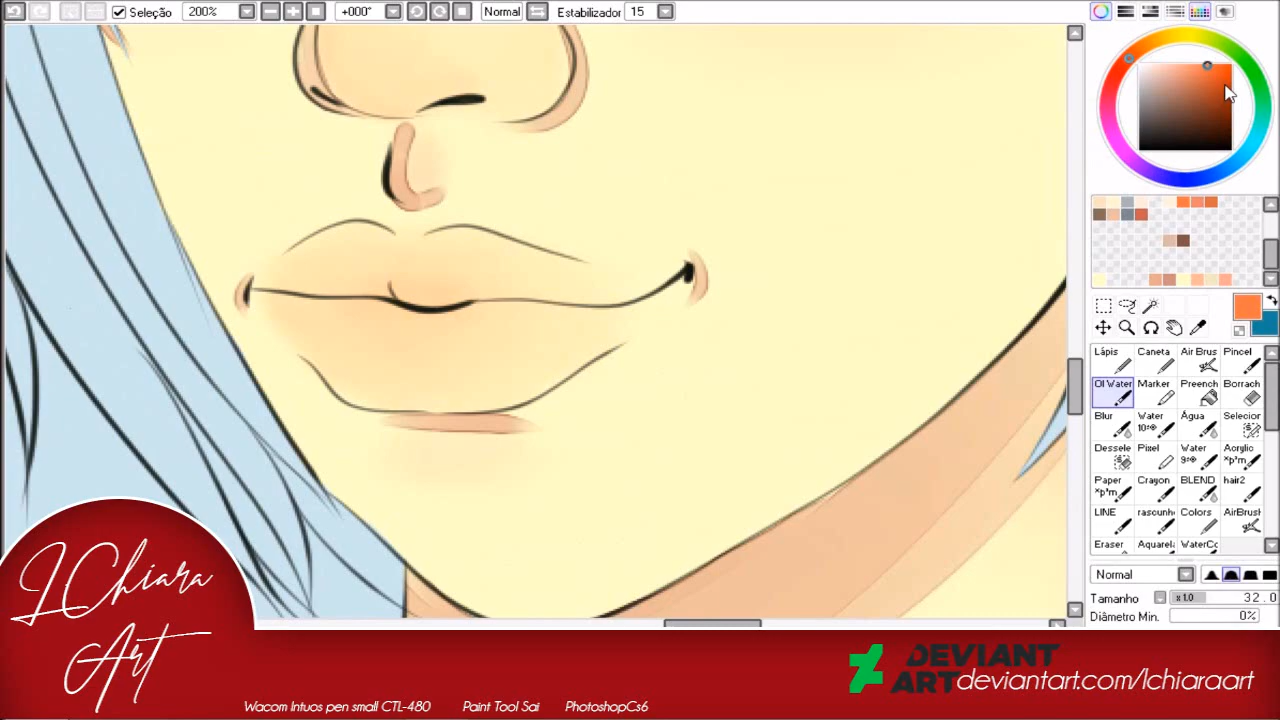 Seleção 200% +000° Normal Estabilizador 15
Lápis Caneta Air Brus Pincel
Oil Water Marker Preench Borrach
Blur Water Água Selecior
Dessele Pixel Water Acrylic
Paper Crayon BLEND hair2
LINE rascunh Colors AirBrush
Eraser Aquarela WaterCo
Normal
Tamanho x1.0 32.0
Diâmetro Min. 0%
LChiara
Art
DEVIANT
ART deviantart.com/lchiaraart
Wacom Intuos pen small CTL-480 Paint Tool Sai PhotoshopCs6